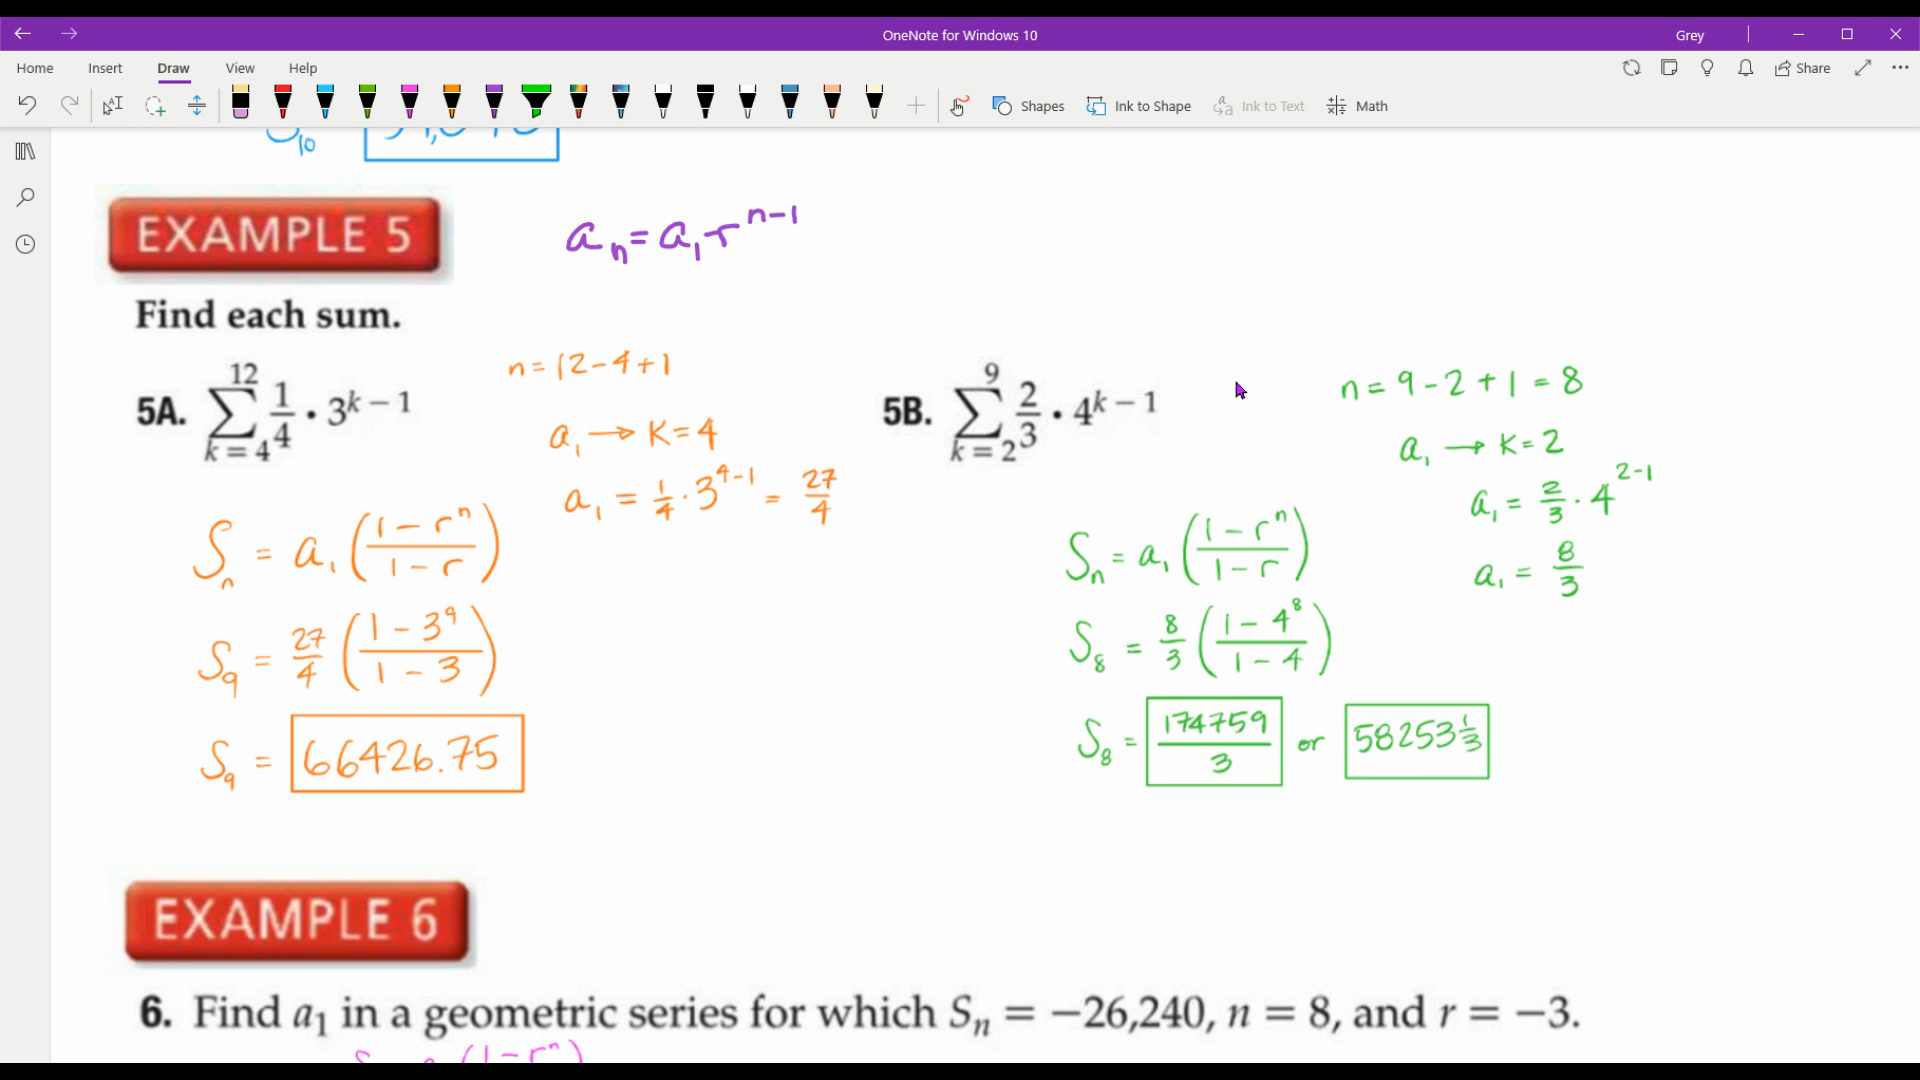 OneNote for Windows 10
Grey
Home Insert Draw View Help
Share
Shapes Ink to Shape Ink to Text Math
S₁₀
EXAMPLE 5
aₙ = a₁ r^(n-1)
Find each sum.
5A. ∑_{k = 4}^{12} 1/4 • 3^(k – 1)
n = 12 - 4 + 1
a₁ → k = 4
a₁ = 1/4 · 3^(4-1) = 27/4
Sₙ = a₁ ((1 - rⁿ)/(1 - r))
S₉ = 27/4 ((1 - 3⁹)/(1 - 3))
S₉ = 66426.75
5B. ∑_{k = 2}^{9} 2/3 • 4^(k – 1)
n = 9 - 2 + 1 = 8
a₁ → k = 2
a₁ = 2/3 · 4^(2-1)
a₁ = 8/3
Sₙ = a₁ ((1 - rⁿ)/(1 - r))
S₈ = 8/3 ((1 - 4⁸)/(1 - 4))
S₈ = 174759/3 or 58253 1/3
EXAMPLE 6
6. Find a₁ in a geometric series for which Sₙ = −26,240, n = 8, and r = −3.
(1 - rⁿ)